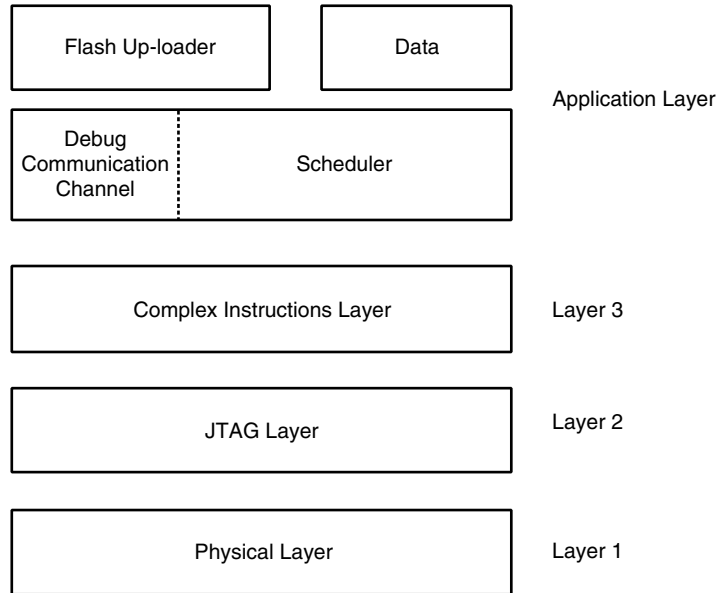 Flash Up-loader
Data
Application Layer
Debug
Communication
Channel
Scheduler
Complex Instructions Layer
Layer 3
JTAG Layer
Layer 2
Physical Layer
Layer 1